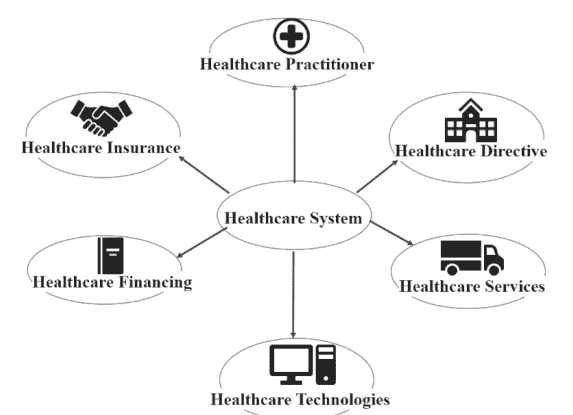 Healthcare Practitioner
Healthcare Insurance
Healthcare Directive
Healthcare System
Healthcare Financing
Healthcare Services
Healthcare Technologies